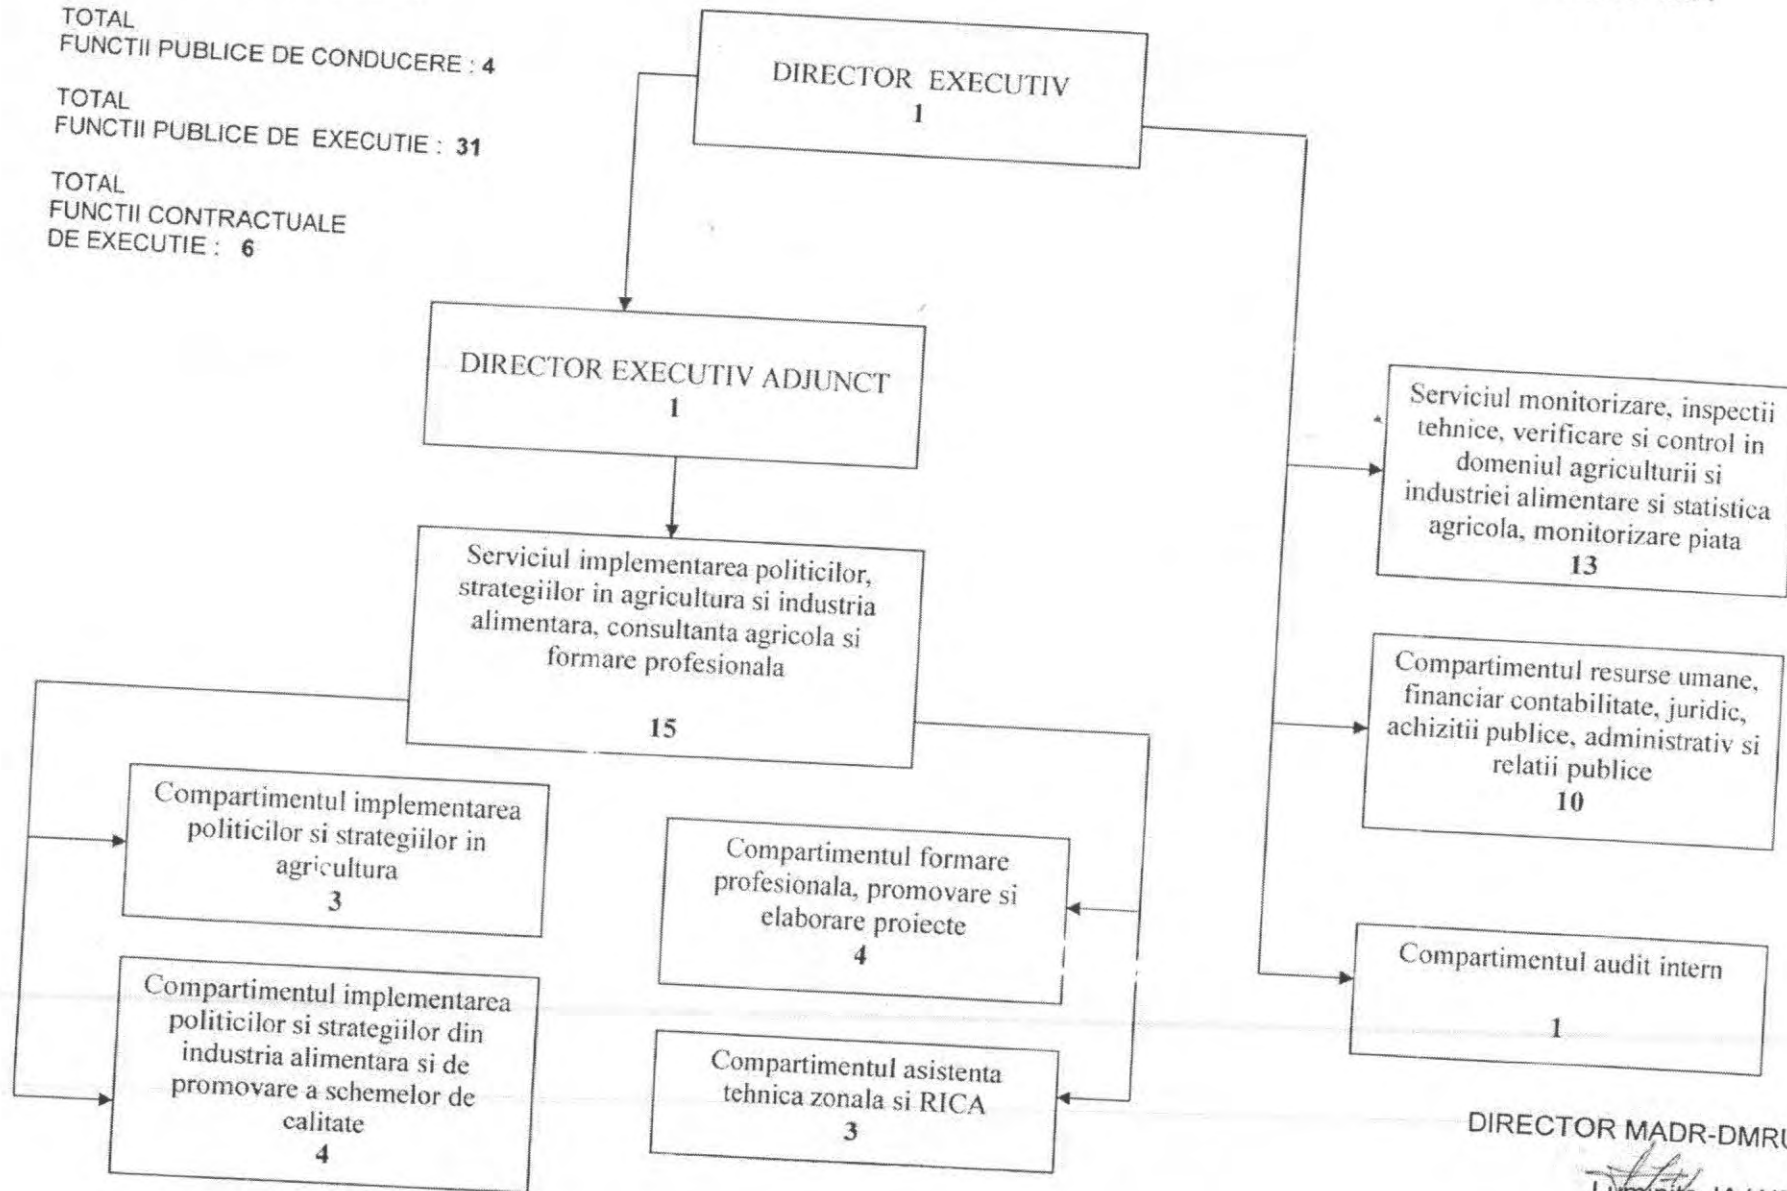 TOTAL
FUNCTII PUBLICE DE CONDUCERE : 4
TOTAL
FUNCTII PUBLICE DE EXECUTIE : 31
TOTAL
FUNCTII CONTRACTUALE
DE EXECUTIE : 6
DIRECTOR EXECUTIV
1
DIRECTOR EXECUTIV ADJUNCT
1
Serviciul implementarea politicilor,
strategiilor in agricultura si industria
alimentara, consultanta agricola si
formare profesionala
15
Compartimentul implementarea
politicilor si strategiilor in
agricultura
3
Compartimentul implementarea
politicilor si strategiilor din
industria alimentara si de
promovare a schemelor de
calitate
4
Compartimentul formare
profesionala, promovare si
elaborare proiecte
4
Compartimentul asistenta
tehnica zonala si RICA
3
Serviciul monitorizare, inspectii
tehnice, verificare si control in
domeniul agriculturii si
industriei alimentare si statistica
agricola, monitorizare piata
13
Compartimentul resurse umane,
financiar contabilitate, juridic,
achizitii publice, administrativ si
relatii publice
10
Compartimentul audit intern
1
DIRECTOR MADR-DMRU